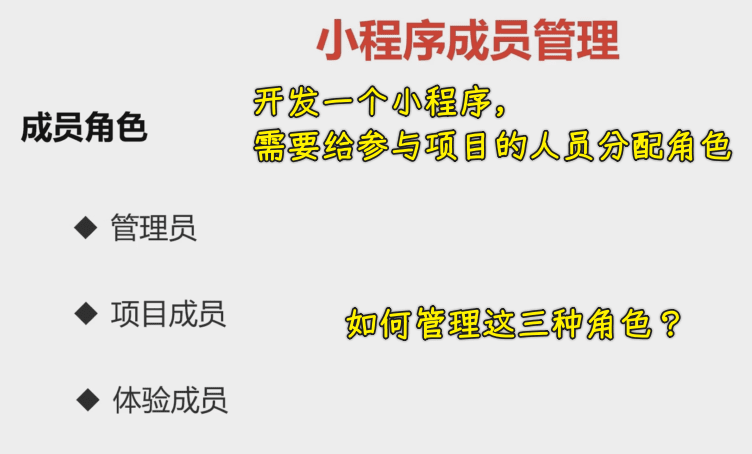 小程序成员管理
开发一个小程序，
成员角色
需要给参与项目的人员分配角色
◆ 管理员
◆ 项目成员
如何管理这三种角色？
◆ 体验成员